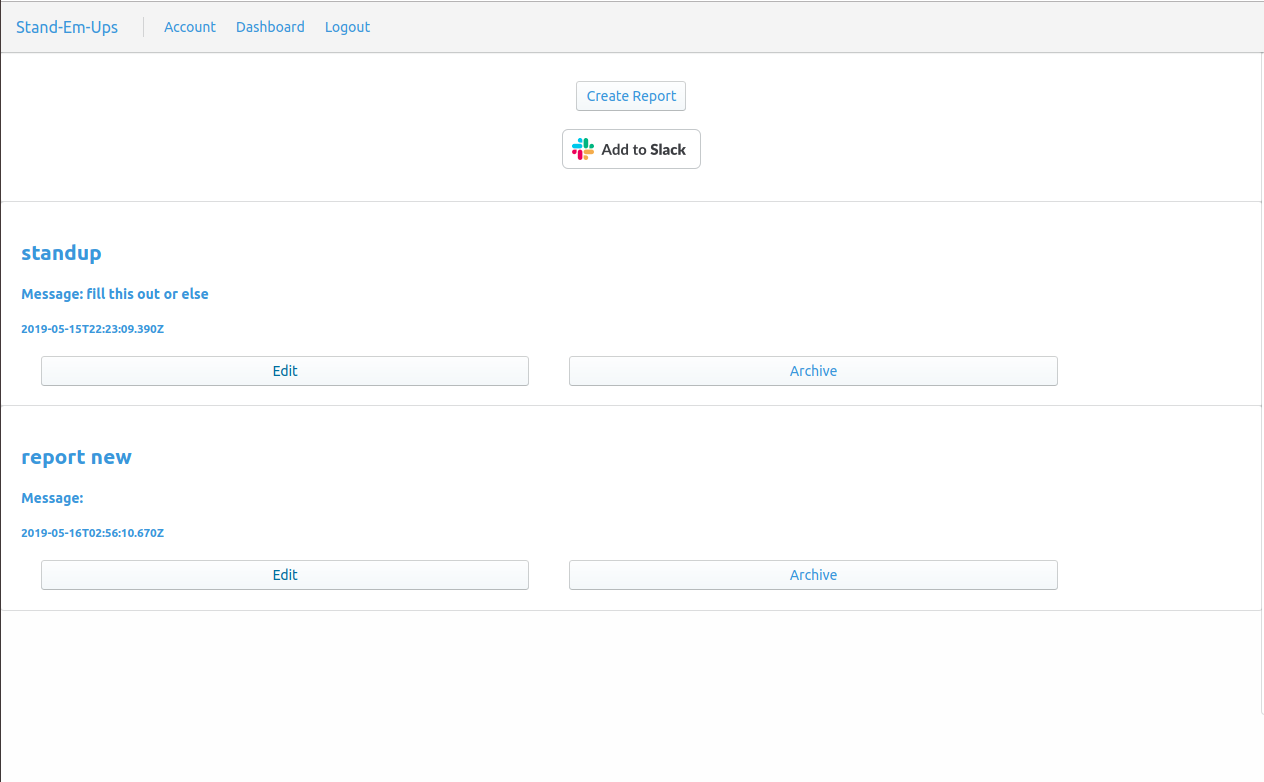 Stand-Em-Ups Account Dashboard Logout
Create Report
Add to Slack
standup
Message: fill this out or else
2019-05-15T22:23:09.390Z
Edit Archive
report new
Message:
2019-05-16T02:56:10.670Z
Edit Archive